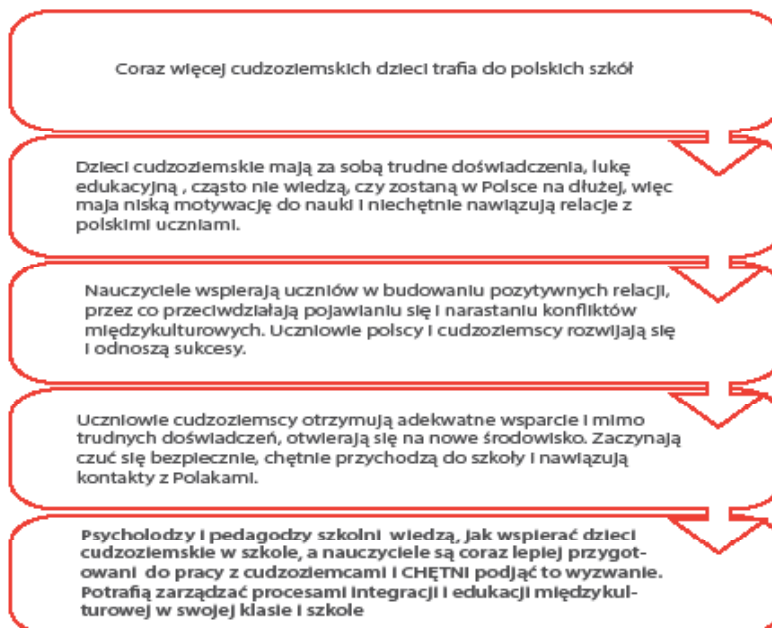 Coraz więcej cudzoziemskich dzieci trafia do polskich szkół
Dzieci cudzoziemskie mają za sobą trudne doświadczenia, lukę
edukacyjną , cząsto nie wiedzą, czy zostaną w Polsce na dłużej, więc
maja niską motywację do nauki i niechętnie nawiązują relacje z
polskimi uczniami.
Nauczyciele wspierają uczniów w budowaniu pozytywnych relacji,
przez co przeciwdziałają pojawianiu się i narastaniu konfliktów
międzykulturowych. Uczniowie polscy i cudzoziemscy rozwijają się
i odnoszą sukcesy.
Uczniowie cudzoziemscy otrzymują adekwatne wsparcie i mimo
trudnych doświadczeń, otwierają się na nowe środowisko. Zaczynają
czuć się bezpiecznie, chętnie przychodzą do szkoły i nawiązują
kontakty z Polakami.
Psycholodzy i pedagodzy szkolni wiedzą, jak wspierać dzieci
cudzoziemskie w szkole, a nauczyciele są coraz lepiej przygot-
owani do pracy z cudzoziemcami i CHĘTNI podjąć to wyzwanie.
Potrafią zarządzać procesami integracji i edukacji międzykul-
turowej w swojej klasie i szkole